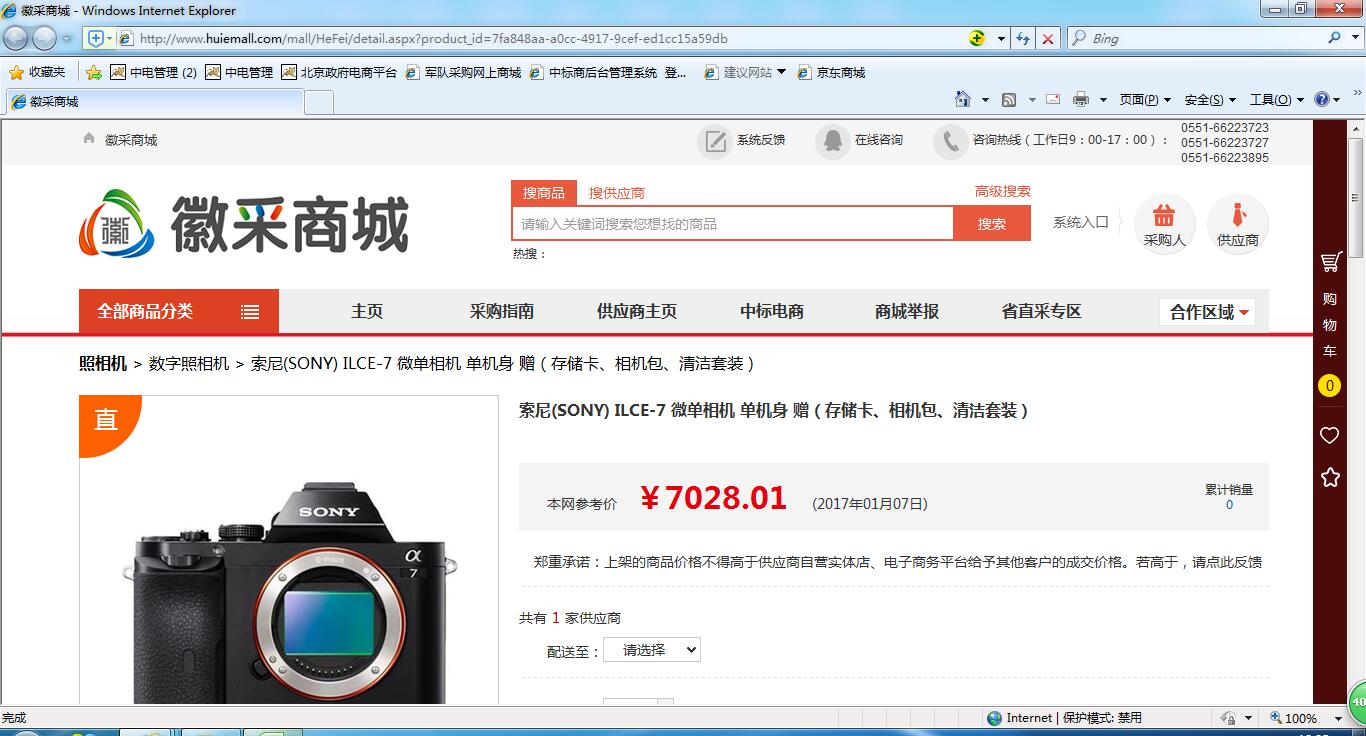 徽采商城 - Windows Internet Explorer
http://www.huiemall.com/mall/HeFei/detail.aspx?product_id=7fa848aa-a0cc-4917-9cef-ed1cc15a59db
Bing
收藏夹 中电管理 (2) 中电管理 北京政府电商平台 军队采购网上商城 中标商后台管理系统 登... 建议网站 京东商城
徽采商城
页面(P) 安全(S) 工具(O)
徽采商城 系统反馈 在线咨询 咨询热线（工作日9：00-17：00）：
0551-66223723
0551-66223727
0551-66223895
徽
徽采商城
搜商品 搜供应商 高级搜索
请输入关键词搜索您想找的商品 搜索
热搜：
系统入口 采购人 供应商
全部商品分类 主页 采购指南 供应商主页 中标电商 商城举报 省直采专区 合作区域
照相机 > 数字照相机 > 索尼(SONY) ILCE-7 微单相机 单机身 赠（存储卡、相机包、清洁套装）
直
SONY
α
7
索尼(SONY) ILCE-7 微单相机 单机身 赠（存储卡、相机包、清洁套装）
本网参考价 ￥7028.01 (2017年01月07日)
累计销量
0
郑重承诺：上架的商品价格不得高于供应商自营实体店、电子商务平台给予其他客户的成交价格。若高于，请点此反馈
共有 1 家供应商
配送至： 请选择
购
物
车
0
40
完成 Internet | 保护模式: 禁用 100%